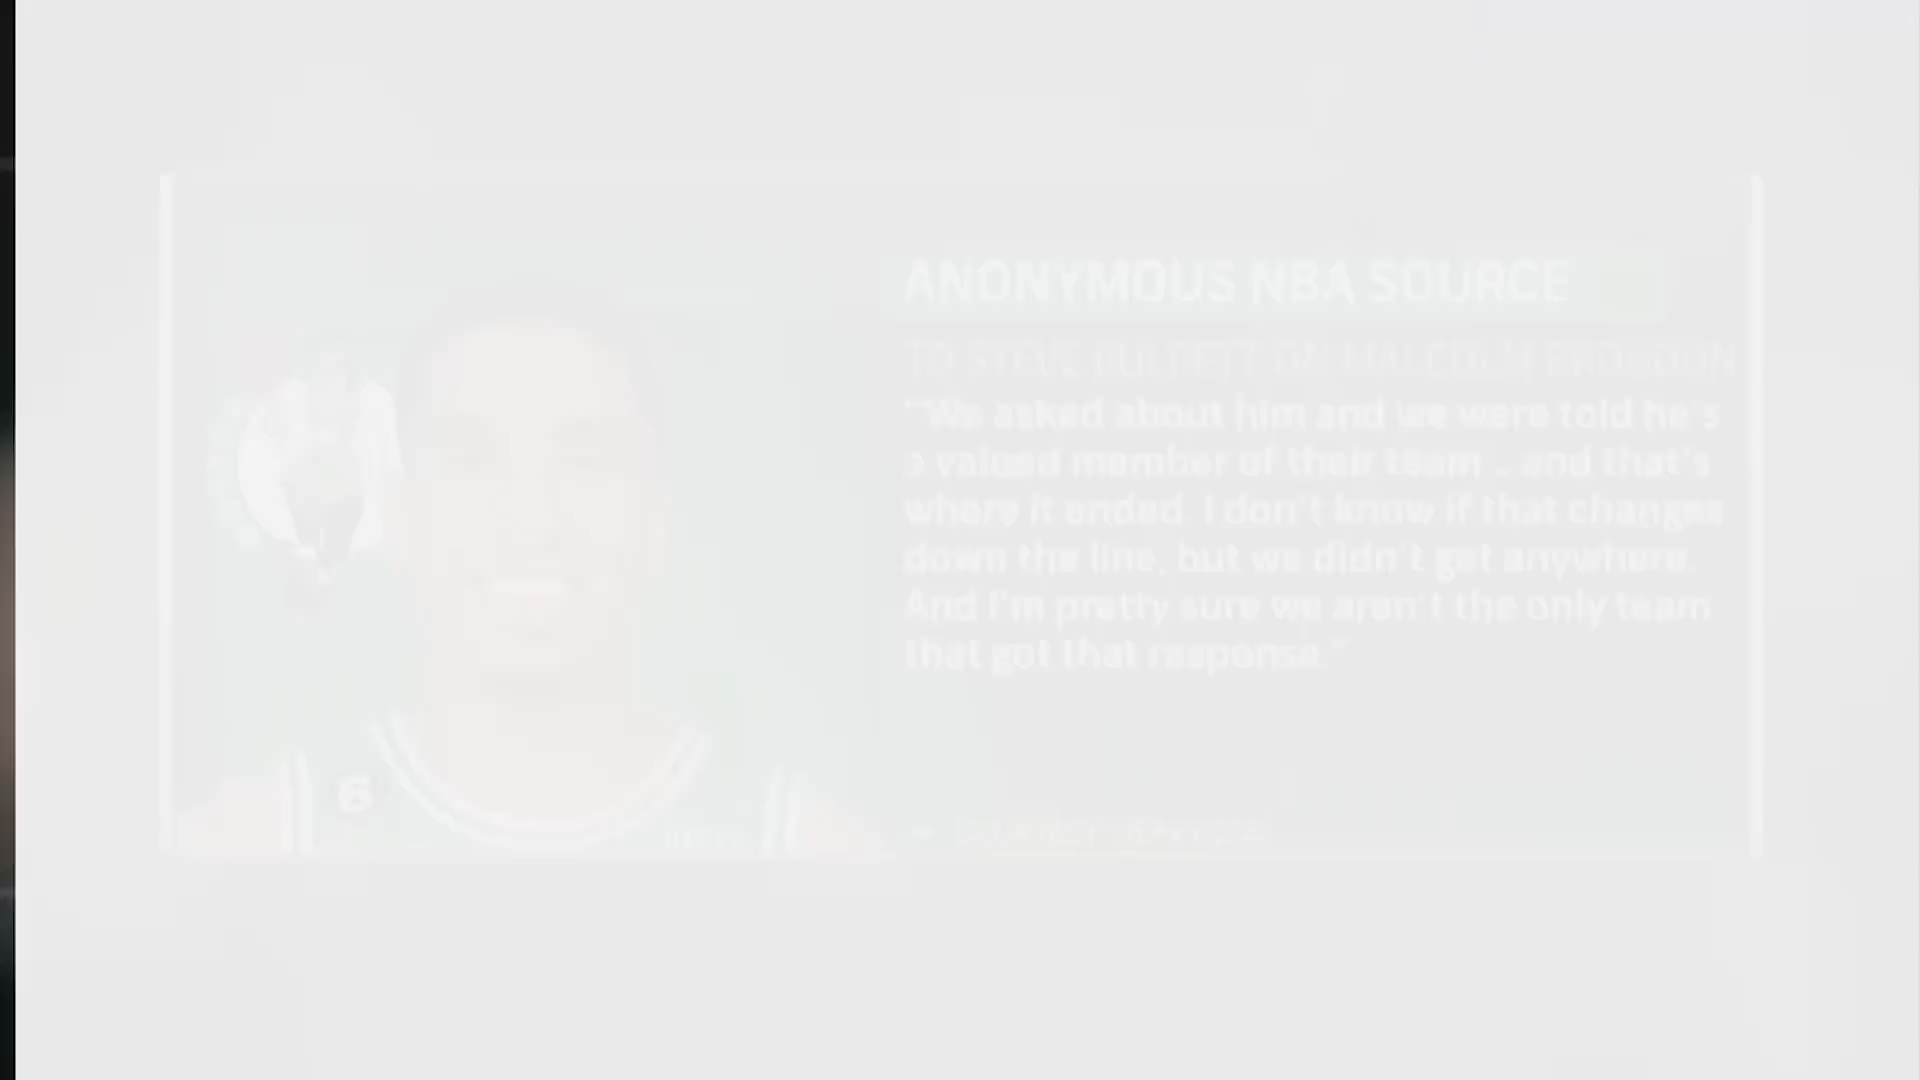 ANONYMOUS NBA SOURCE
TO STEVE BULPETT ON MALCOLM BROGDON
"We asked about him and we were told he's
a valued member of their team - and that's
where it ended. I don't know if that changes
down the line, but we didn't get anywhere.
And I'm pretty sure we aren't the only team
that got that response."
6